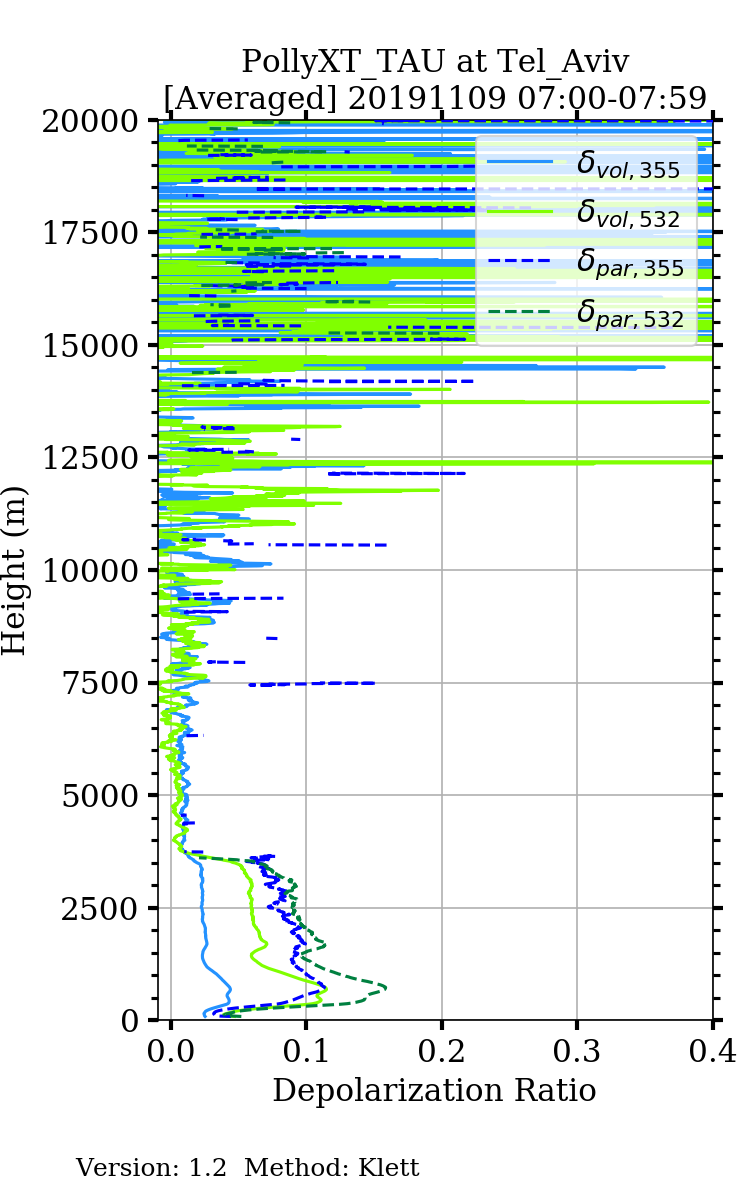 PollyXT_TAU at Tel_Aviv
[Averaged] 20191109 07:00-07:59
20000
17500
15000
12500
10000
7500
5000
2500
0
Height (m)
δvol, 355
δvol, 532
δpar, 355
δpar, 532
0.0 0.1 0.2 0.3 0.4
Depolarization Ratio
Version: 1.2 Method: Klett